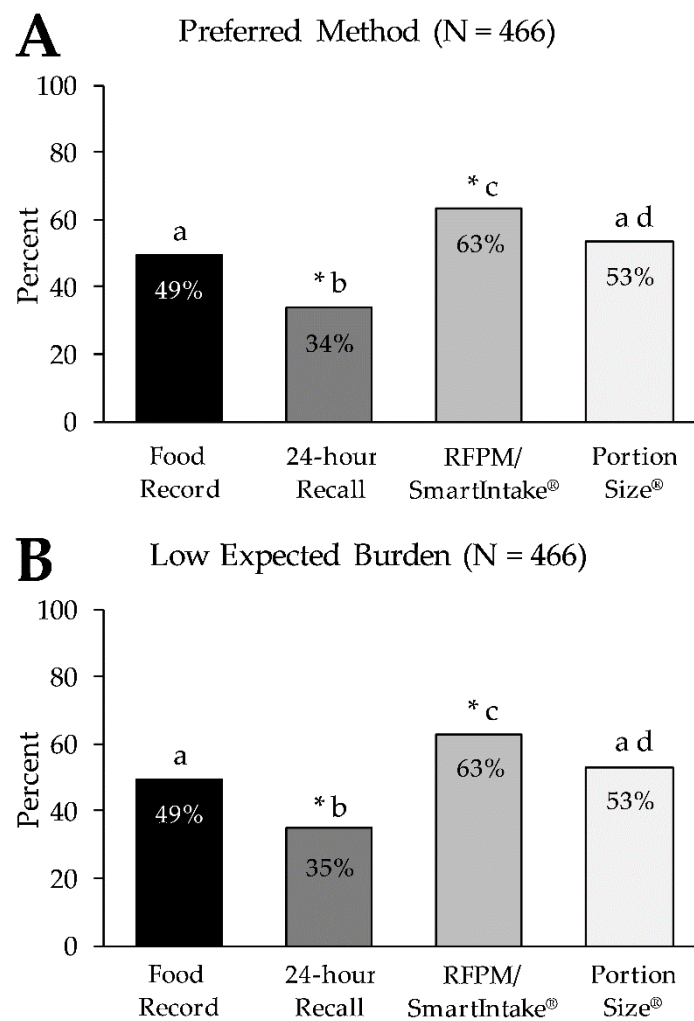 A Preferred Method (N = 466)
Percent
100
80
60
40
20
0
a
49%
* b
34%
* c
63%
a d
53%
Food
Record
24-hour
Recall
RFPM/
SmartIntake®
Portion
Size®
B Low Expected Burden (N = 466)
Percent
100
80
60
40
20
0
a
49%
* b
35%
* c
63%
a d
53%
Food
Record
24-hour
Recall
RFPM/
SmartIntake®
Portion
Size®